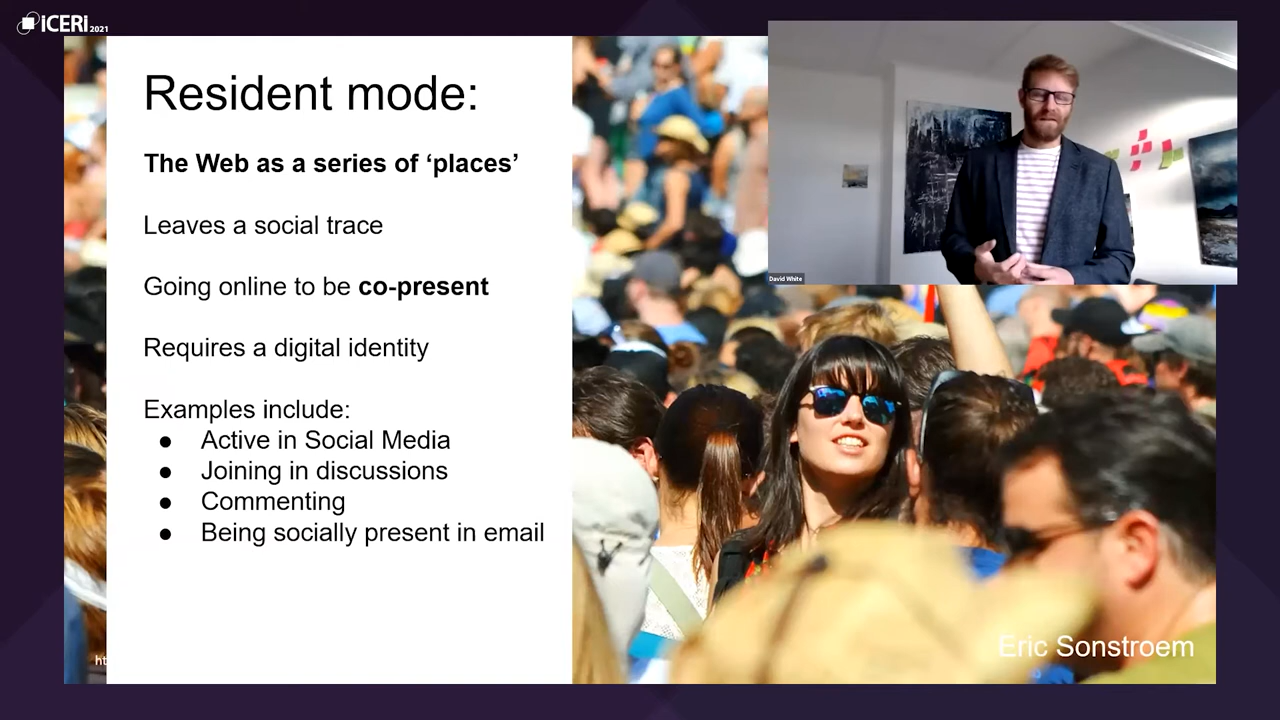 iCERi 2021
Resident mode:
The Web as a series of ‘places’
Leaves a social trace
Going online to be co-present
Requires a digital identity
Examples include:
● Active in Social Media
● Joining in discussions
● Commenting
● Being socially present in email
David White
Eric Sonstroem
ht